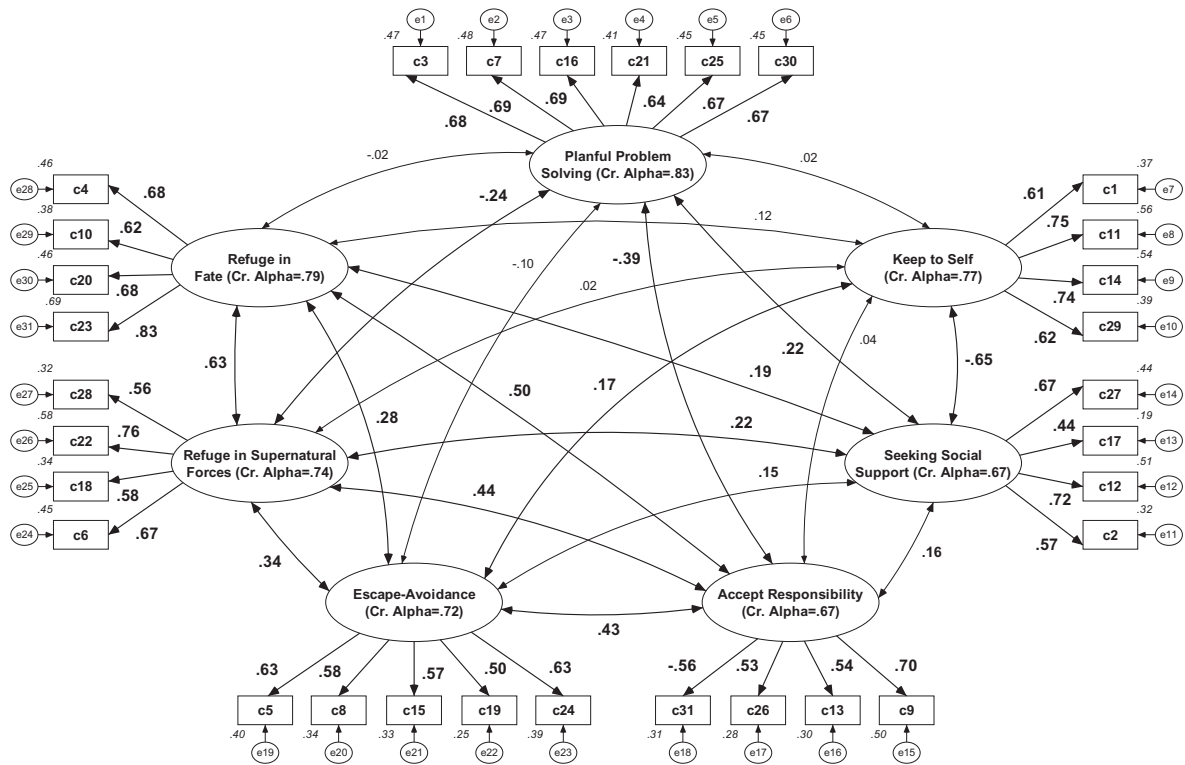 e1 e2 e3 e4 e5 e6
.47 .48 .47 .41 .45 .45
c3 c7 c16 c21 c25 c30
.68 .69 .69 .64 .67 .67
Planful Problem
Solving (Cr. Alpha=.83)
-.02 .02
-.24 .12
-.10 -.39
.02
.46
e28 c4 .68
.38
e29 c10 .62
.46
e30 c20 .68
.69
e31 c23 .83
Refuge in
Fate (Cr. Alpha=.79)
Keep to Self
(Cr. Alpha=.77)
.37
.61 c1 e7
.56
.75 c11 e8
.54
.74 c14 e9
.39
.62 c29 e10
.63 .50 .17 .22 .19 .04 -.65
.28 .22
.32
e27 c28 .56
.58
e26 c22 .76
.34
e25 c18 .58
.45
e24 c6 .67
Refuge in Supernatural
Forces (Cr. Alpha=.74)
Seeking Social
Support (Cr. Alpha=.67)
.44
.67 c27 e14
.19
.44 c17 e13
.51
.72 c12 e12
.32
.57 c2 e11
.44 .15
.34 .16
Escape-Avoidance
(Cr. Alpha=.72)
Accept Responsibility
(Cr. Alpha=.67)
.43
.63 .58 .57 .50 .63
c5 c8 c15 c19 c24
.40 .34 .33 .25 .39
e19 e20 e21 e22 e23
-.56 .53 .54 .70
c31 c26 c13 c9
.31 .28 .30 .50
e18 e17 e16 e15